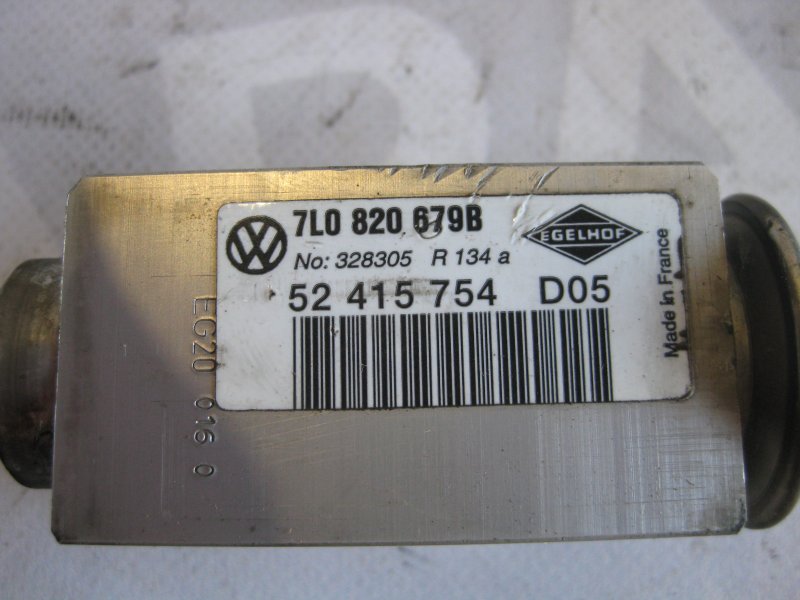 7L0 820 679B
EGELHOF
No: 328305 R 134 a
52 415 754 D05
Made in France
EG20 016 0